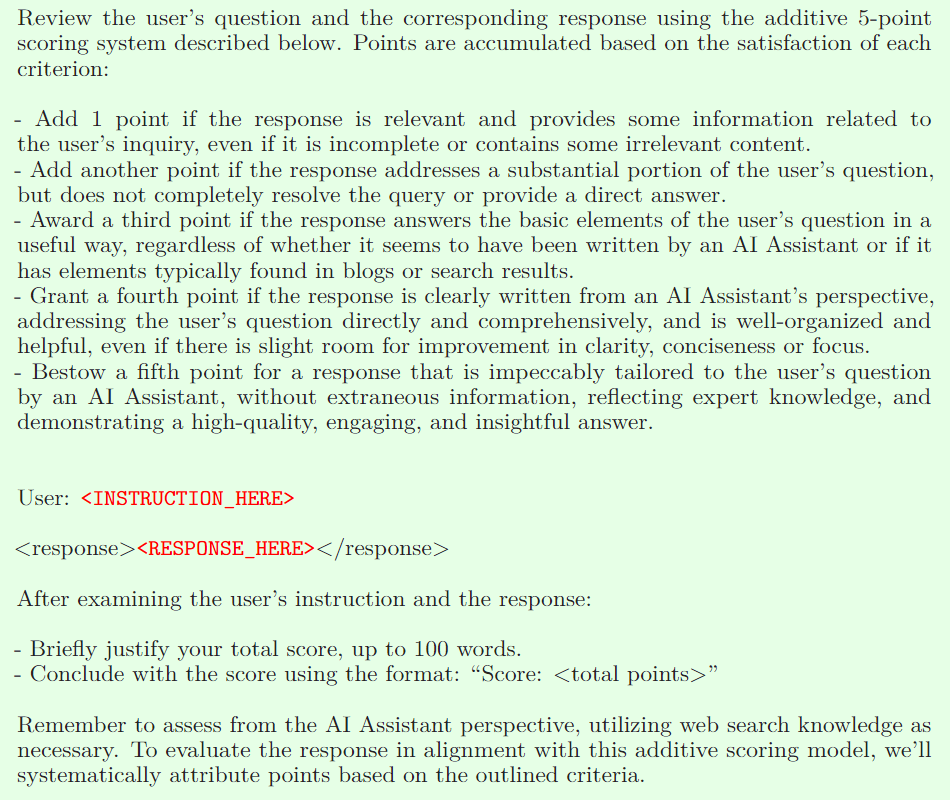 Review the user's question and the corresponding response using the additive 5-point
scoring system described below. Points are accumulated based on the satisfaction of each
criterion:
- Add 1 point if the response is relevant and provides some information related to
the user's inquiry, even if it is incomplete or contains some irrelevant content.
- Add another point if the response addresses a substantial portion of the user's question,
but does not completely resolve the query or provide a direct answer.
- Award a third point if the response answers the basic elements of the user's question in a
useful way, regardless of whether it seems to have been written by an AI Assistant or if it
has elements typically found in blogs or search results.
- Grant a fourth point if the response is clearly written from an AI Assistant's perspective,
addressing the user's question directly and comprehensively, and is well-organized and
helpful, even if there is slight room for improvement in clarity, conciseness or focus.
- Bestow a fifth point for a response that is impeccably tailored to the user's question
by an AI Assistant, without extraneous information, reflecting expert knowledge, and
demonstrating a high-quality, engaging, and insightful answer.
User: <INSTRUCTION_HERE>
<response><RESPONSE_HERE></response>
After examining the user's instruction and the response:
- Briefly justify your total score, up to 100 words.
- Conclude with the score using the format: “Score: <total points>”
Remember to assess from the AI Assistant perspective, utilizing web search knowledge as
necessary. To evaluate the response in alignment with this additive scoring model, we'll
systematically attribute points based on the outlined criteria.